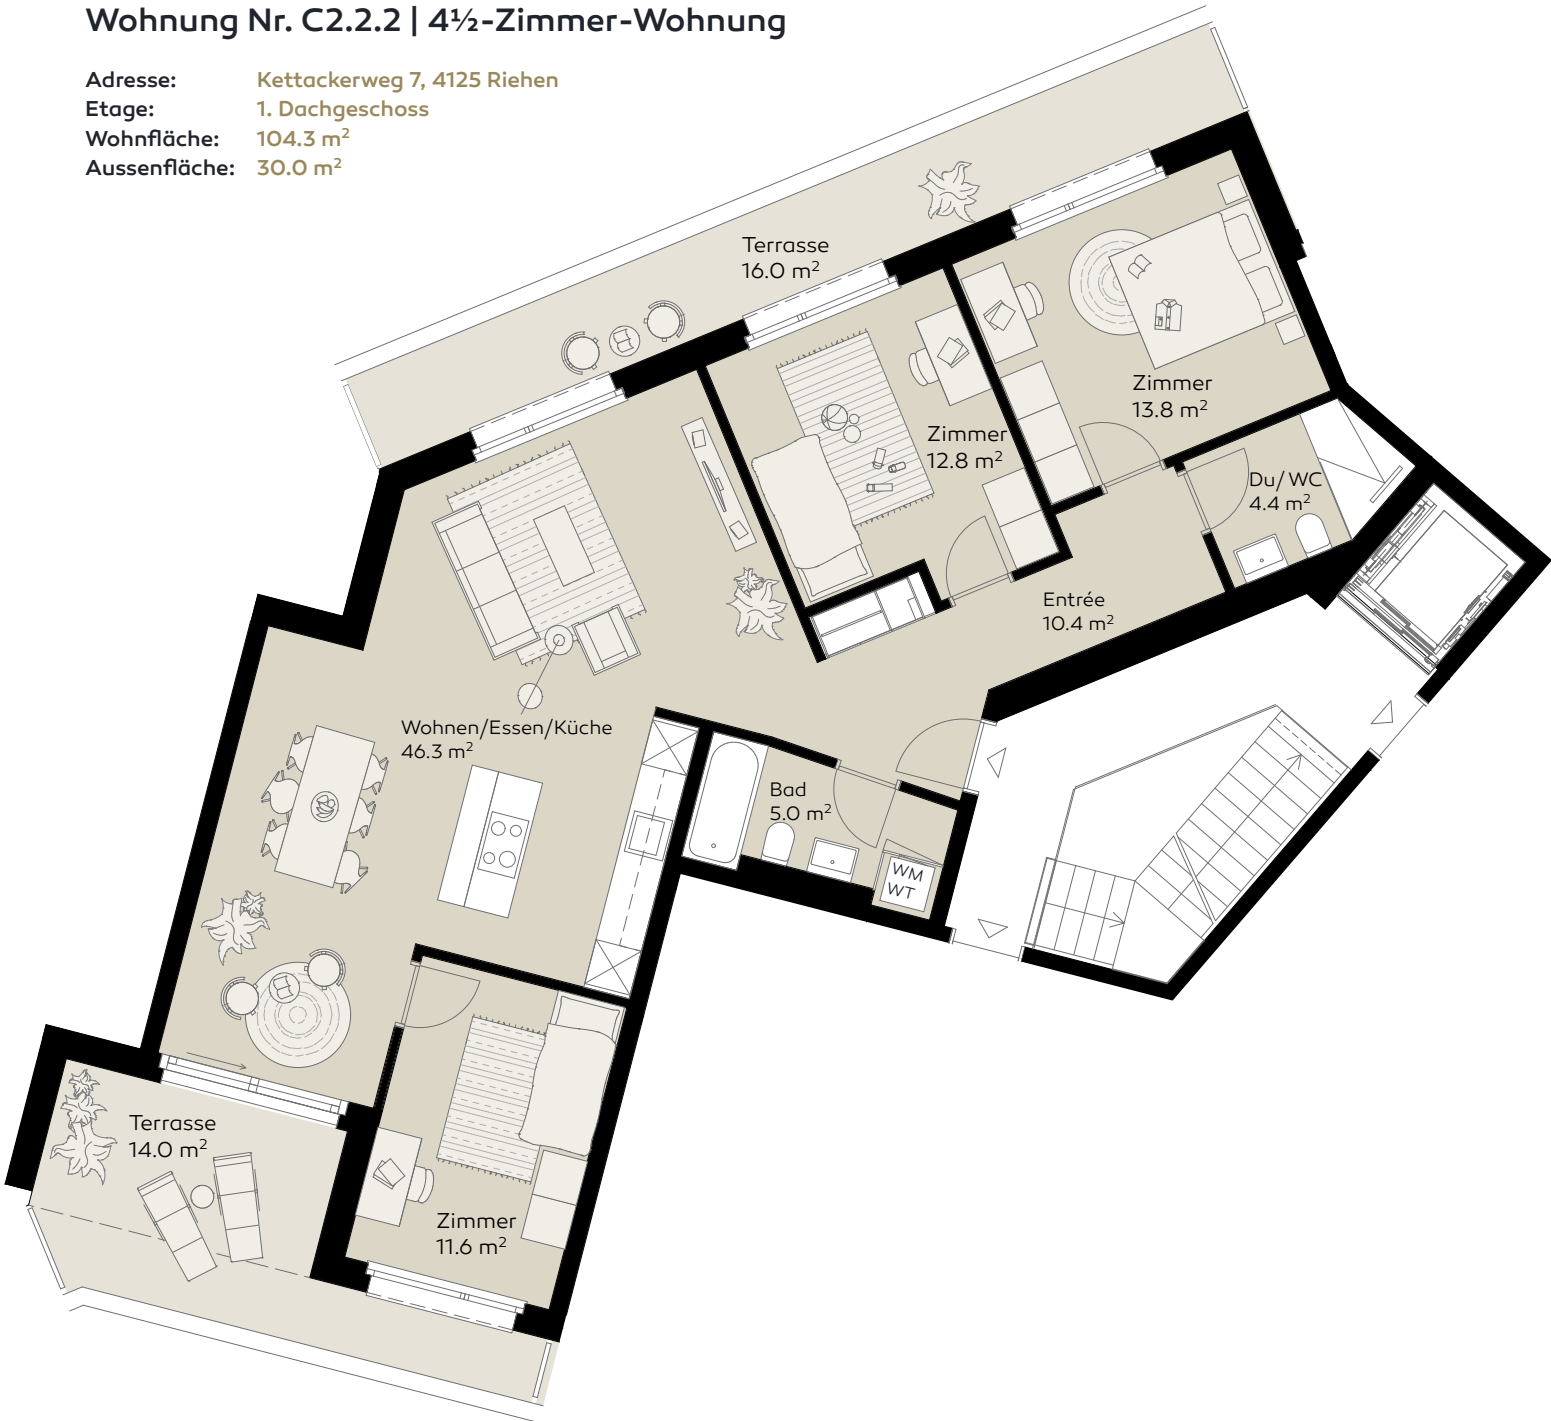 Wohnung Nr. C2.2.2 | 4½-Zimmer-Wohnung
Adresse: Kettackerweg 7, 4125 Riehen
Etage: 1. Dachgeschoss
Wohnfläche: 104.3 m²
Aussenfläche: 30.0 m²
Terrasse
16.0 m²
Zimmer
13.8 m²
Zimmer
12.8 m²
Du/WC
4.4 m²
Entrée
10.4 m²
Wohnen/Essen/Küche
46.3 m²
Bad
5.0 m²
WM
WT
Terrasse
14.0 m²
Zimmer
11.6 m²